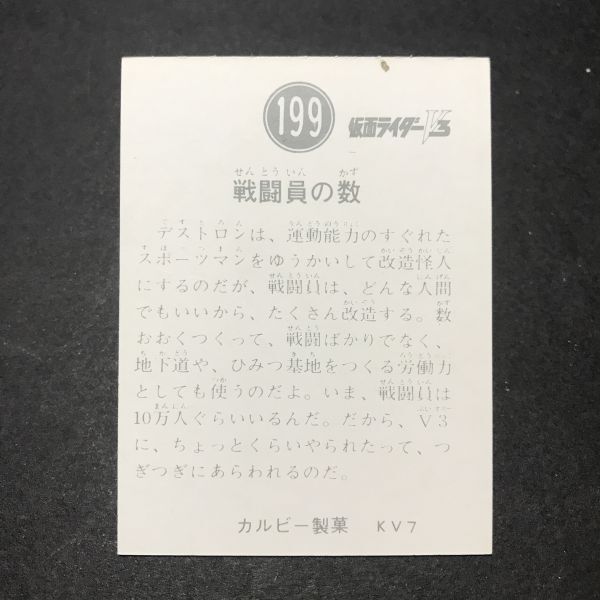 199 仮面ライダーV3
せんとういん かず
戦闘員の数
デストロンは、運動能力のすぐれた
スポーツマンをゆうかいして改造怪人
にするのだが、戦闘員は、どんな人間
でもいいから、たくさん改造する。数
おおくつくって、戦闘ばかりでなく、
地下道や、ひみつ基地をつくる労働力
としても使うのだよ。いま、戦闘員は
10万人ぐらいいるんだ。だから、V3
に、ちょっとくらいやられたって、つ
ぎつぎにあらわれるのだ。
カルビー製菓 KV7